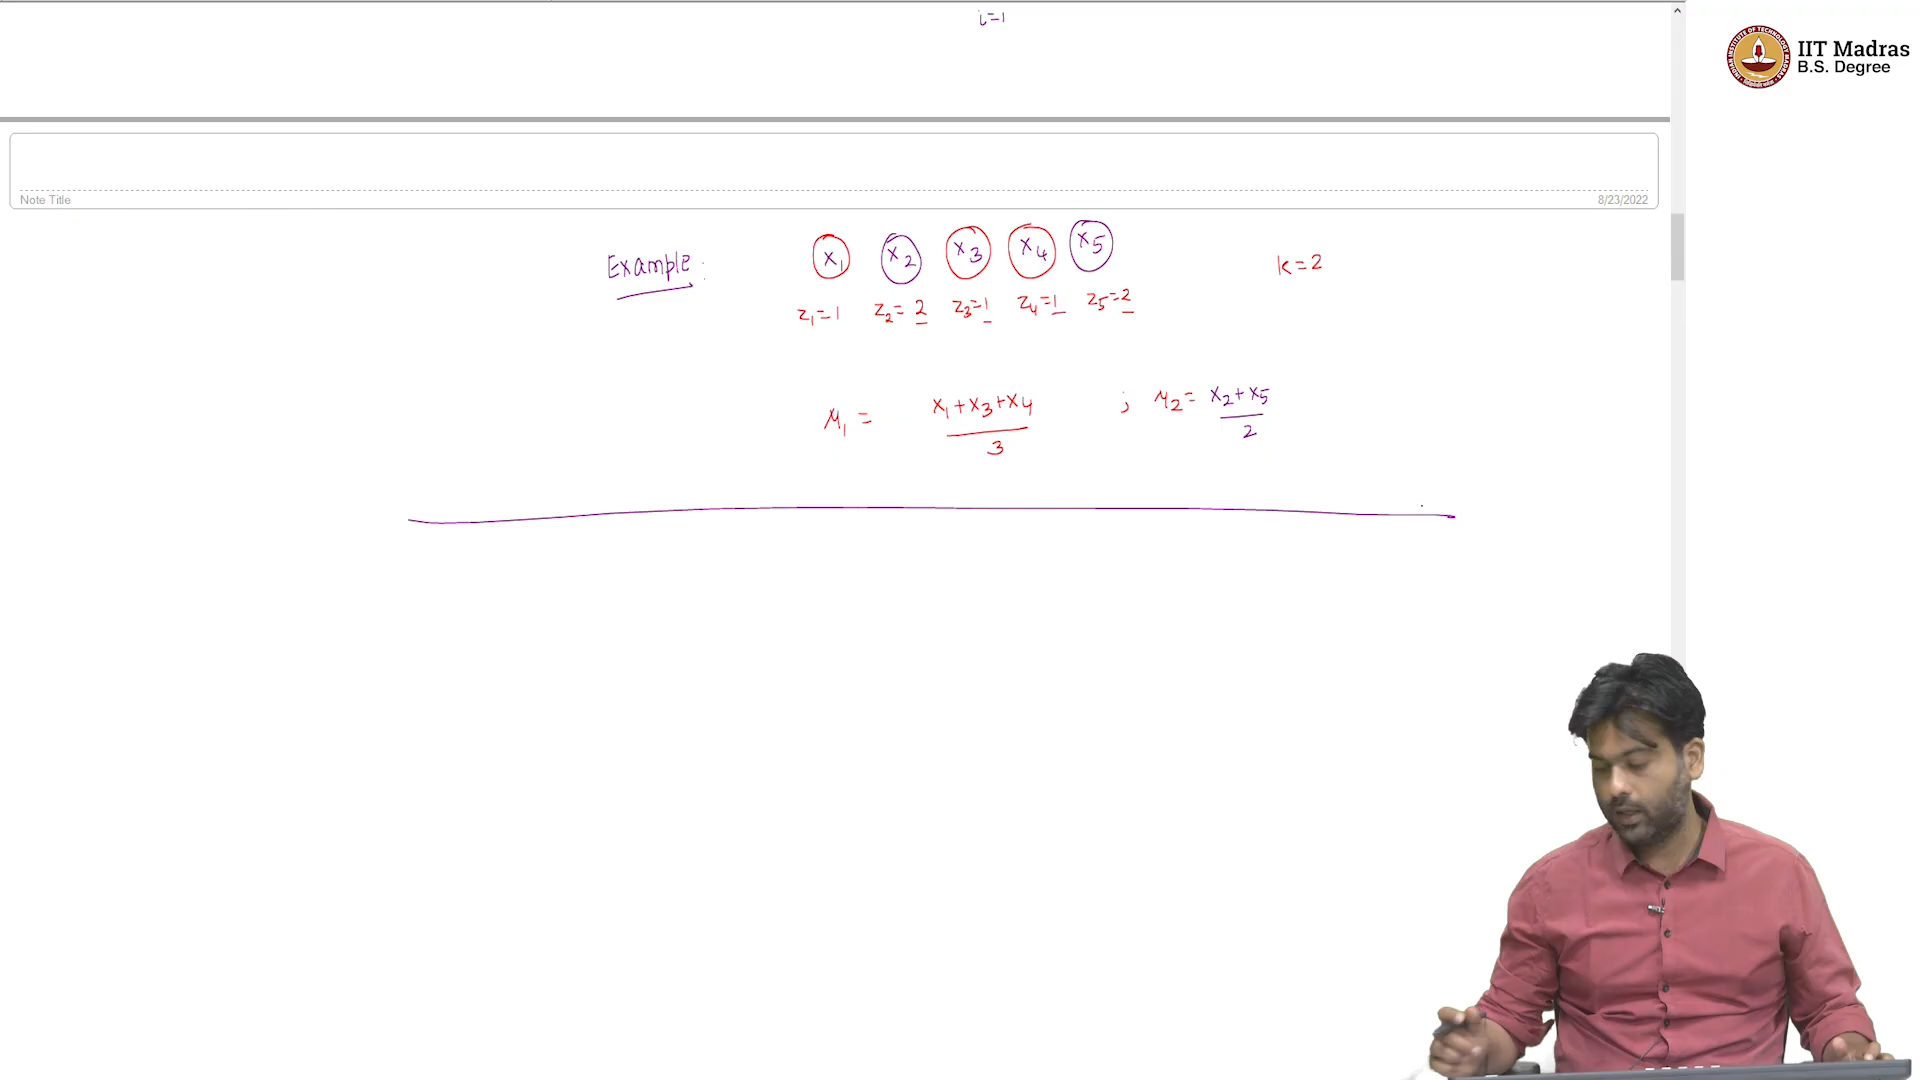 i=1
IIT Madras
B.S. Degree
Note Title
8/23/2022
Example: x₁ x₂ x₃ x₄ x₅ k=2
z₁=1 z₂=2 z₃=1 z₄=1 z₅=2
μ₁ = (x₁+x₃+x₄)/3 ; μ₂ = (x₂+x₅)/2